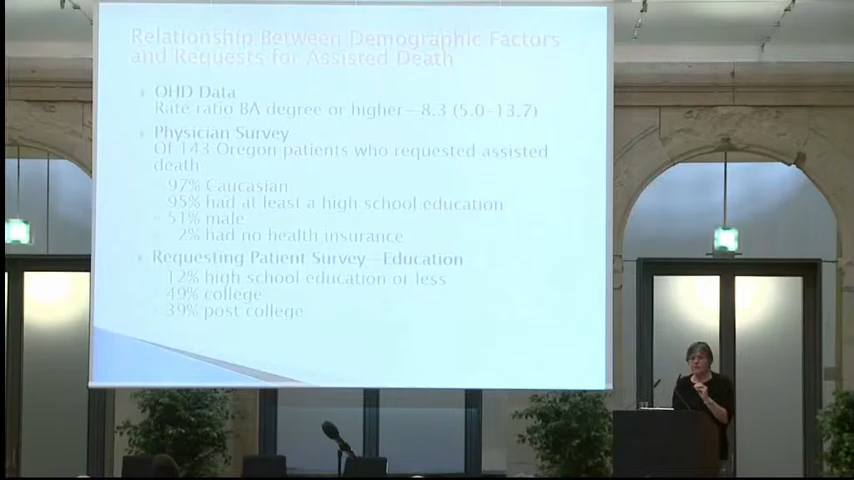 Relationship Between Demographic Factors
and Requests for Assisted Death
OHD Data
Rate ratio BA degree or higher—8.3 (5.0-13.7)
Physician Survey
Of 143 Oregon patients who requested assisted
death
97% Caucasian
95% had at least a high school education
51% male
2% had no health insurance
Requesting Patient Survey—Education
12% high school education or less
49% college
39% post college